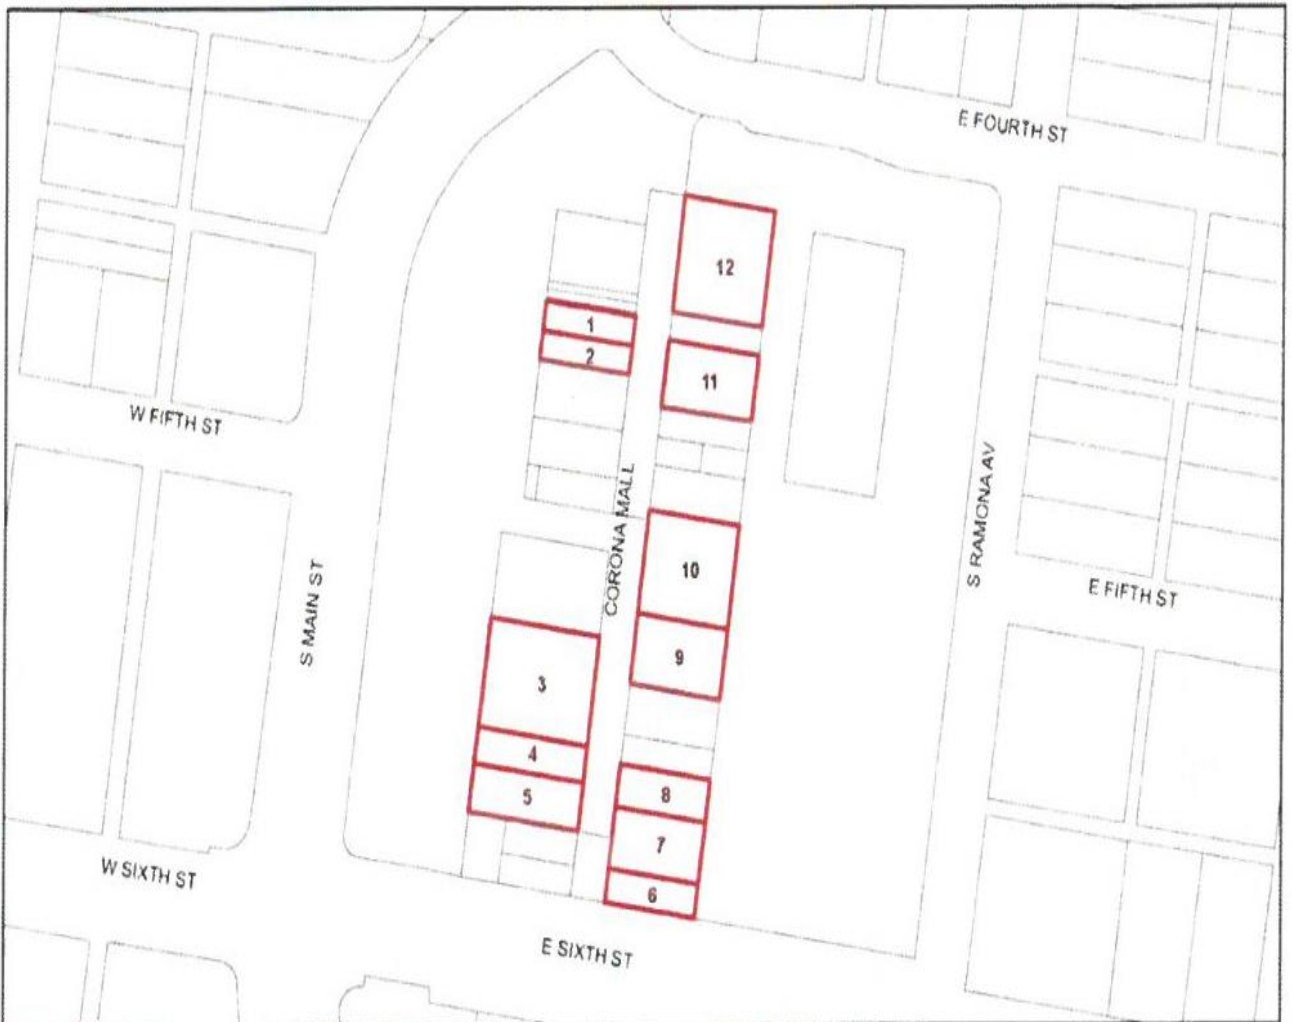 E FOURTH ST
12
1
2
11
W FIFTH ST
CORONA MALL
S RAMONA AV
10
E FIFTH ST
S MAIN ST
9
3
4
8
5
7
W SIXTH ST
6
E SIXTH ST